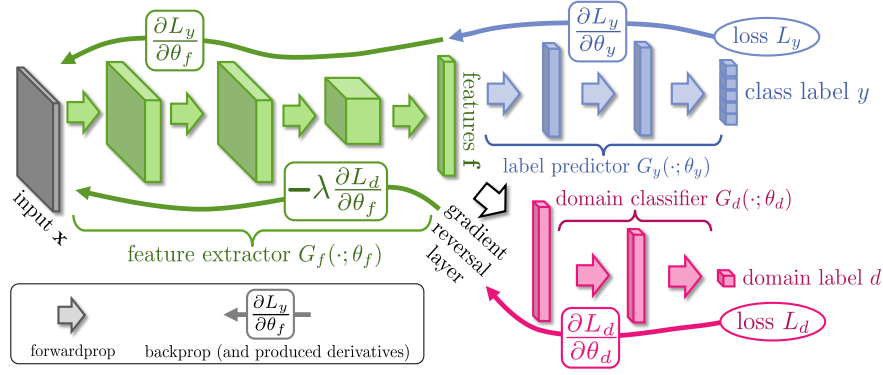 ∂L_y/∂θ_f
∂L_y/∂θ_y
loss L_y
features f
class label y
input x
label predictor G_y(·;θ_y)
−λ ∂L_d/∂θ_f
gradient
reversal
layer
domain classifier G_d(·;θ_d)
feature extractor G_f(·;θ_f)
domain label d
∂L_d/∂θ_d
loss L_d
∂L_y/∂θ_f
forwardprop
backprop (and produced derivatives)